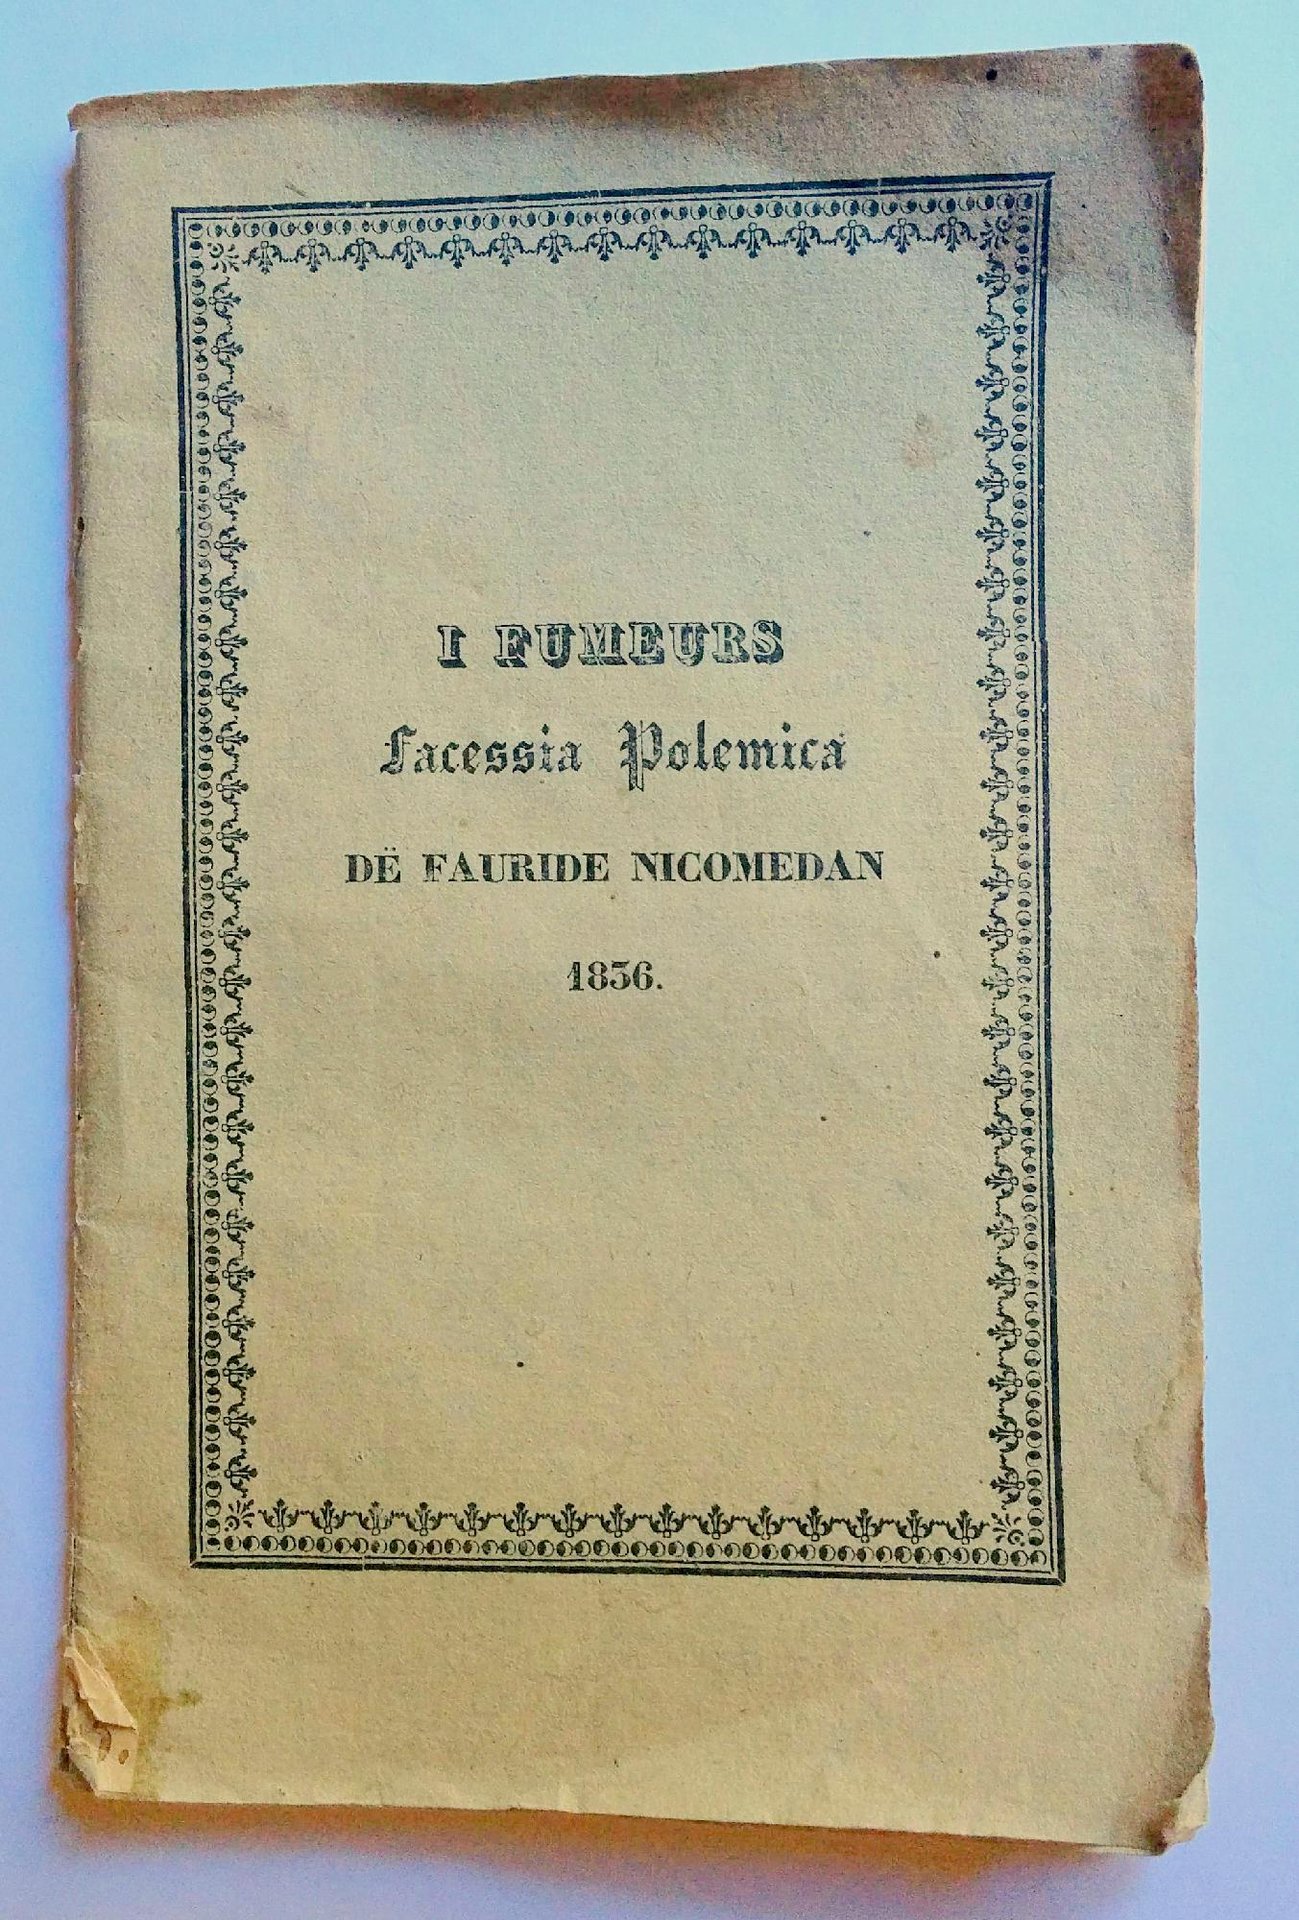 I FUMEURS
Facessia Polemica
DË FAURIDE NICOMEDAN
1836.